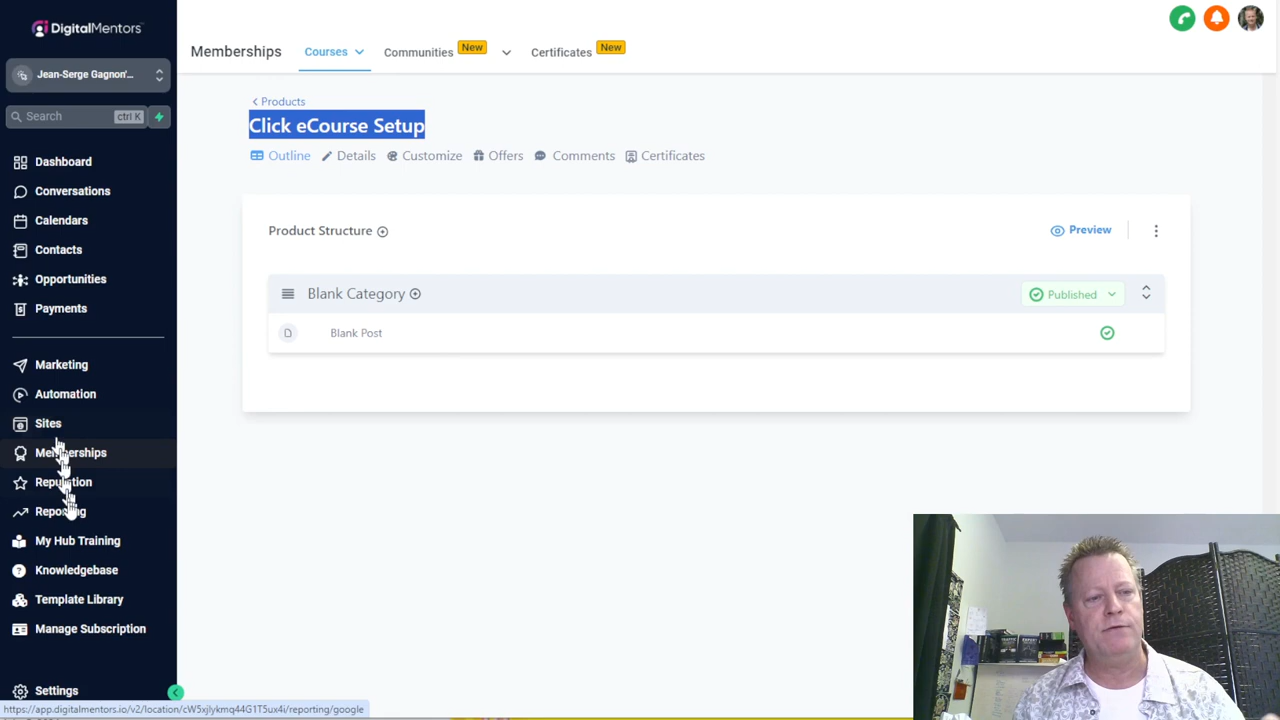 DigitalMentors
Jean-Serge Gagnon'...
Search
ctrl K
Dashboard
Conversations
Calendars
Contacts
Opportunities
Payments
Marketing
Automation
Sites
Memberships
Reputation
Reporting
My Hub Training
Knowledgebase
Template Library
Manage Subscription
Settings
https://app.digitalmentors.io/v2/location/cW5xjlykmq44G1T5ux4i/reporting/google
Memberships
Courses
Communities New
Certificates New
Products
Click eCourse Setup
Outline Details Customize Offers Comments Certificates
Product Structure
Preview
Blank Category
Published
Blank Post